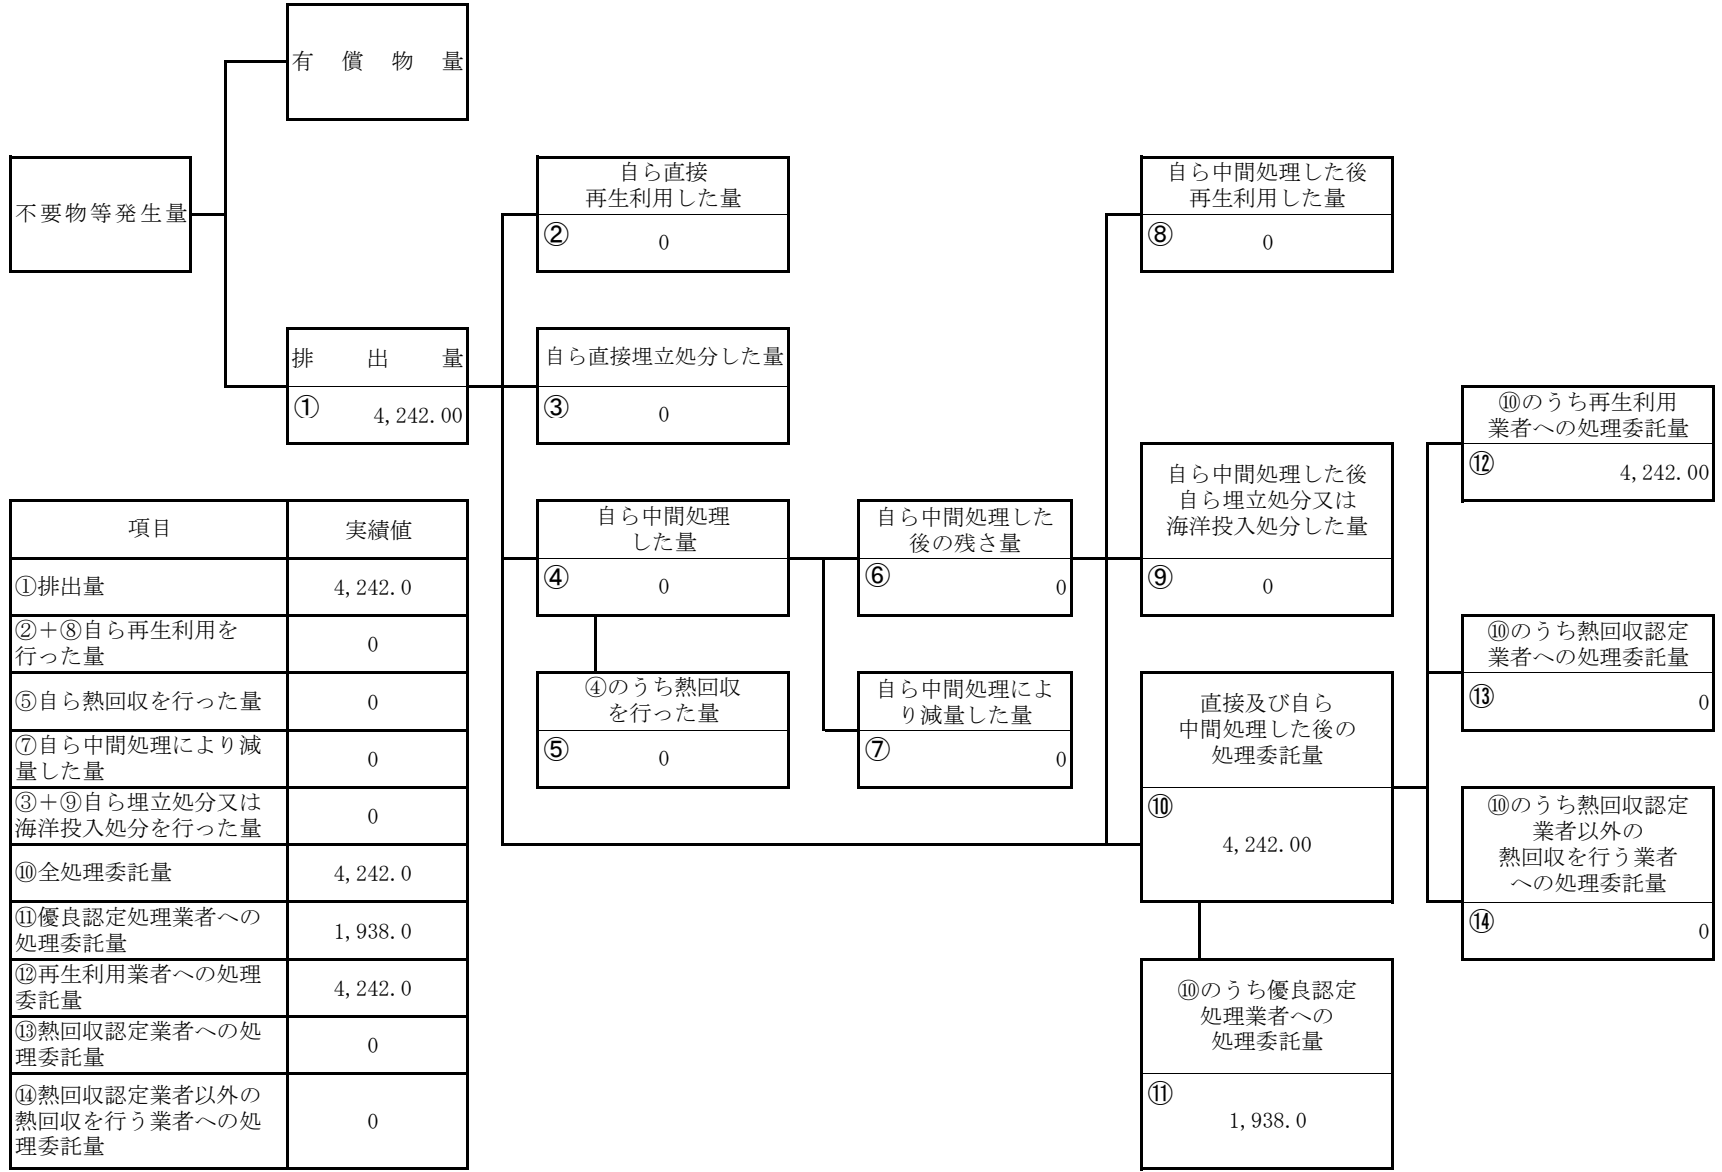 有償物量
不要物等発生量
排出量
① 4,242.00
自ら直接
再生利用した量
② 0
自ら直接埋立処分した量
③ 0
自ら中間処理
した量
④ 0
④のうち熱回収
を行った量
⑤ 0
自ら中間処理した
後の残さ量
⑥ 0
自ら中間処理によ
り減量した量
⑦ 0
自ら中間処理した後
再生利用した量
⑧ 0
自ら中間処理した後
自ら埋立処分又は
海洋投入処分した量
⑨ 0
直接及び自ら
中間処理した後の
処理委託量
⑩
4,242.00
⑩のうち優良認定
処理業者への
処理委託量
⑪
1,938.0
⑩のうち再生利用
業者への処理委託量
⑫ 4,242.00
⑩のうち熱回収認定
業者への処理委託量
⑬ 0
⑩のうち熱回収認定
業者以外の
熱回収を行う業者
への処理委託量
⑭ 0
項目 実績値
①排出量 4,242.0
②＋⑧自ら再生利用を
行った量 0
⑤自ら熱回収を行った量 0
⑦自ら中間処理により減
量した量 0
③＋⑨自ら埋立処分又は
海洋投入処分を行った量 0
⑩全処理委託量 4,242.0
⑪優良認定処理業者への
処理委託量 1,938.0
⑫再生利用業者への処理
委託量 4,242.0
⑬熱回収認定業者への処
理委託量 0
⑭熱回収認定業者以外の
熱回収を行う業者への処
理委託量 0